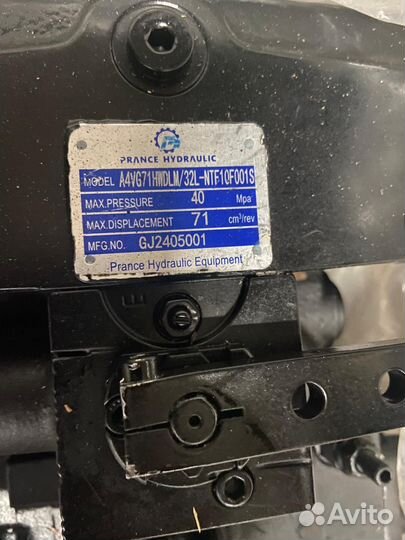 PRANCE HYDRAULIC
MODEL A4VG71HWDLM/32L-NTF10F001S
MAX.PRESSURE 40 Mpa
MAX.DISPLACEMENT 71 cm³/rev
MFG.NO. GJ2405001
Prance Hydraulic Equipment
Avito